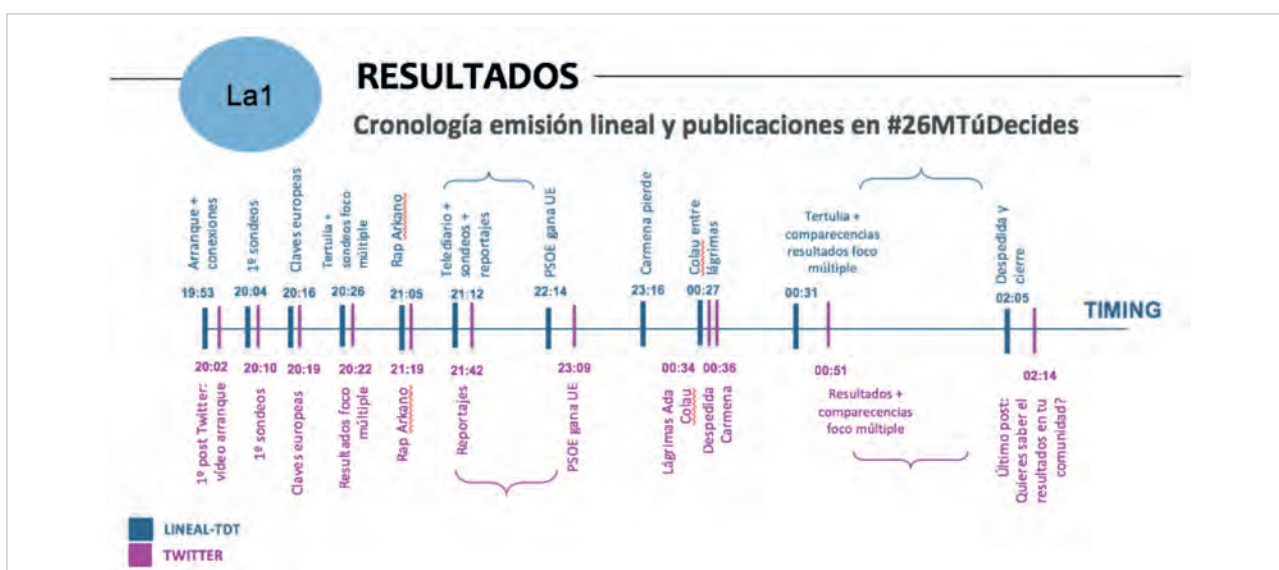 La1
RESULTADOS
Cronología emisión lineal y publicaciones en #26MTúDecides
Arranque +
conexiones
1º sondeos
Claves europeas
Tertulia +
sondeos foco
múltiple
Rap Arkano
Telediario +
sondeos +
reportajes
PSOE gana UE
Carmena pierde
Colau entre
lágrimas
Tertulia +
comparecencias
resultados foco
múltiple
Despedida y
cierre
19:53
20:04
20:16
20:26
21:05
21:12
22:14
23:16
00:27
00:31
02:05
TIMING
20:02
20:10
20:19
20:22
21:19
21:42
23:09
00:34
00:36
00:51
02:14
1º post Twitter:
vídeo arranque
1º sondeos
Claves europeas
Resultados foco
múltiple
Rap Arkano
Reportajes
PSOE gana UE
Lágrimas Ada
Colau
Despedida
Carmena
Resultados +
comparecencias
foco múltiple
Último post:
Quieres saber el
resultados en tu
comunidad?
LINEAL-TDT
TWITTER